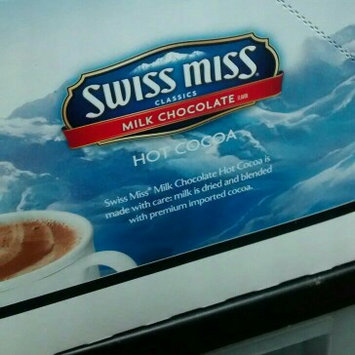 SWISS MISS®
CLASSICS
MILK CHOCOLATE
HOT COCOA
Swiss Miss® Milk Chocolate Hot Cocoa is
made with care: milk is dried and blended
with premium imported cocoa.